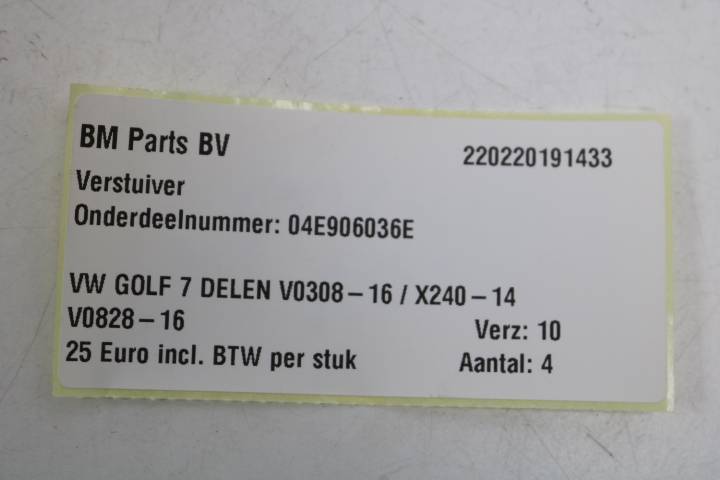 BM Parts BV 220220191433
Verstuiver
Onderdeelnummer: 04E906036E
VW GOLF 7 DELEN V0308-16 / X240-14
V0828-16 Verz: 10
25 Euro incl. BTW per stuk Aantal: 4